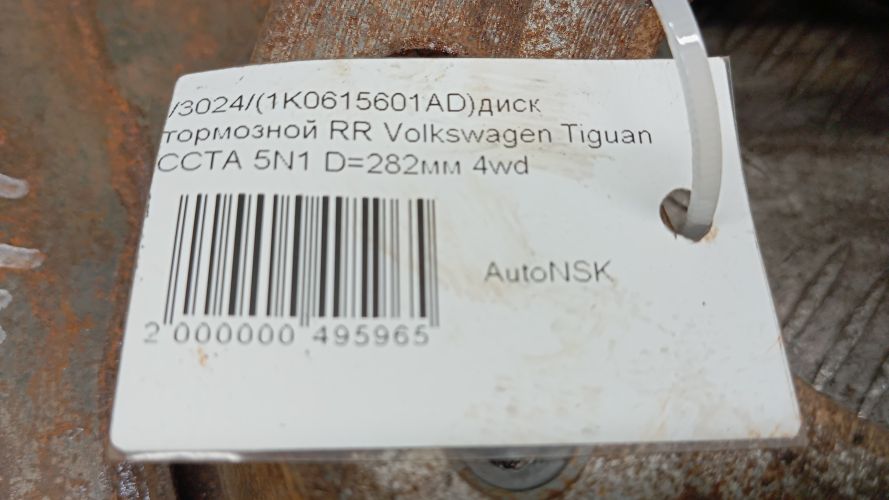 /3024/(1K0615601AD)диск
тормозной RR Volkswagen Tiguan
CCTA 5N1 D=282мм 4wd
AutoNSK
2 000000 495965